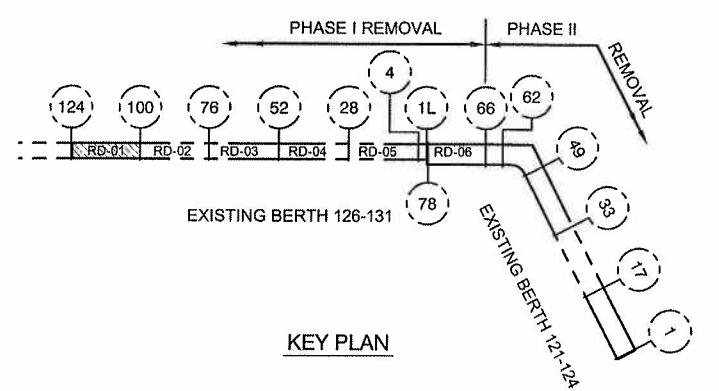 PHASE I REMOVAL
PHASE II
REMOVAL
4
62
124
100
76
52
28
1L
66
RD-01
RD-02
RD-03
RD-04
RD-05
RD-06
49
78
33
EXISTING BERTH 126-131
EXISTING BERTH 121-124
17
1
KEY PLAN